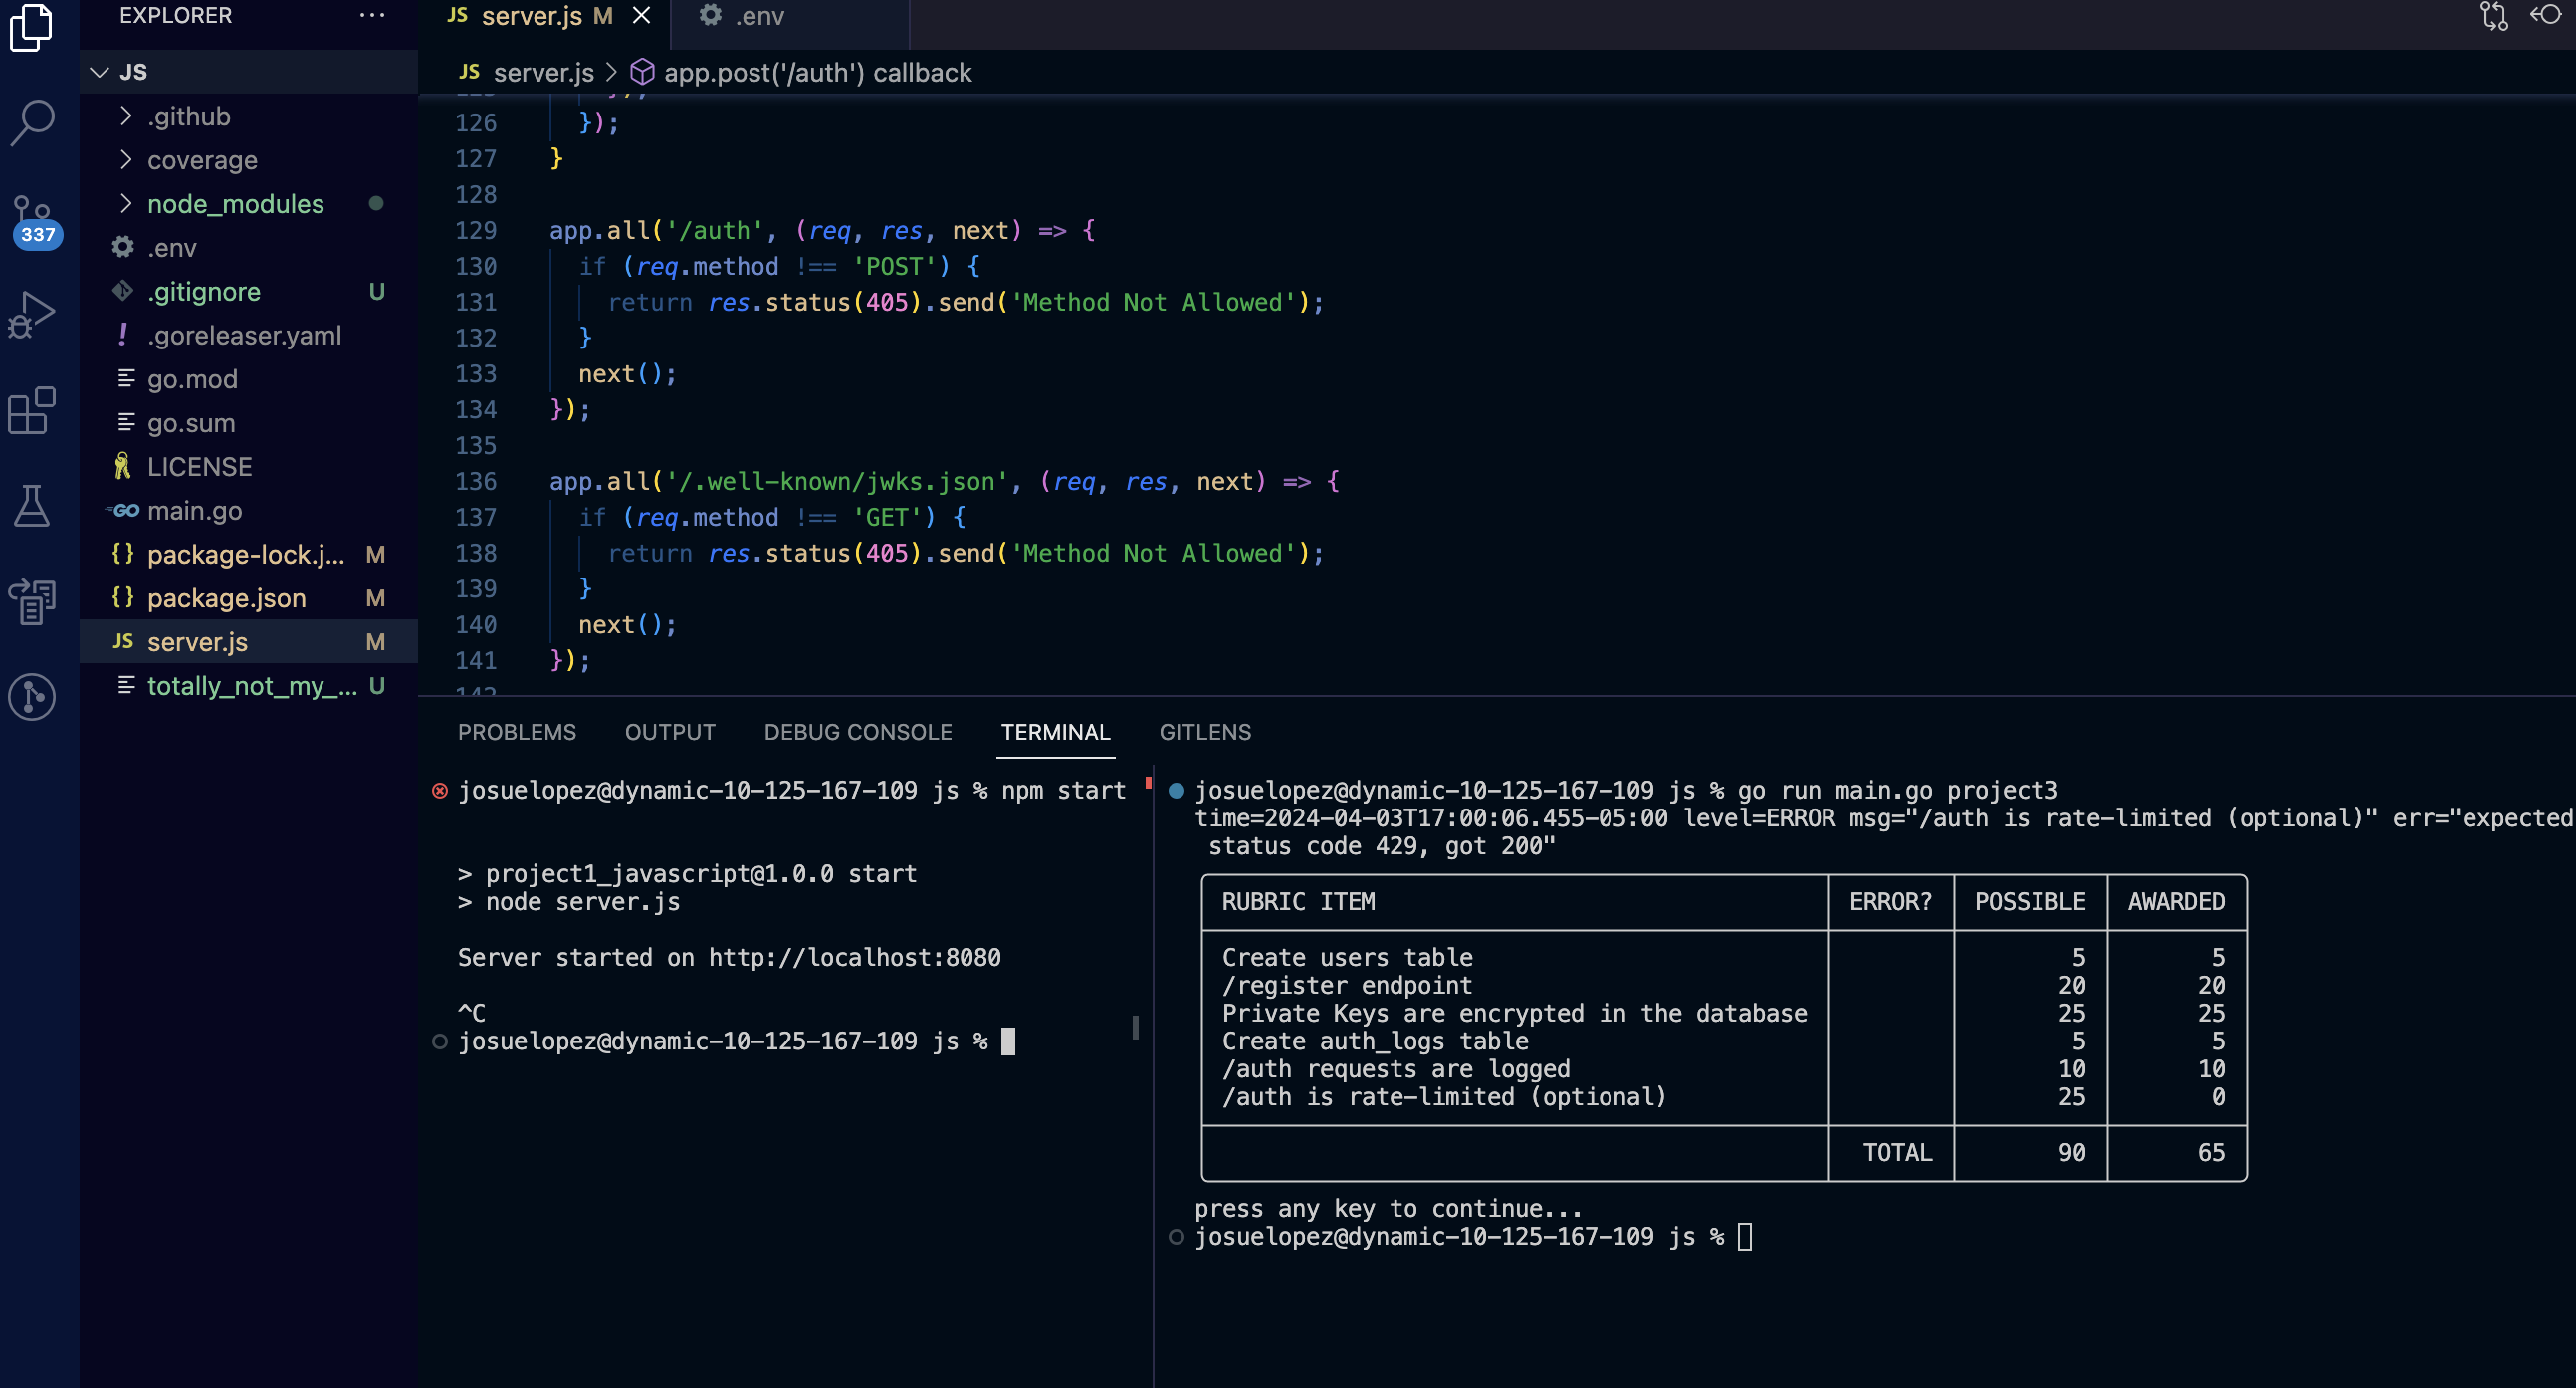 EXPLORER ...
JS
.github
coverage
node_modules
337
.env
.gitignore U
.goreleaser.yaml
go.mod
go.sum
LICENSE
GO main.go
{} package-lock.j... M
{} package.json M
JS server.js M
totally_not_my_... U
JS server.js M .env
JS server.js > app.post('/auth') callback
126 });
127 }
128
129 app.all('/auth', (req, res, next) => {
130 if (req.method !== 'POST') {
131 return res.status(405).send('Method Not Allowed');
132 }
133 next();
134 });
135
136 app.all('/.well-known/jwks.json', (req, res, next) => {
137 if (req.method !== 'GET') {
138 return res.status(405).send('Method Not Allowed');
139 }
140 next();
141 });
PROBLEMS OUTPUT DEBUG CONSOLE TERMINAL GITLENS
josuelopez@dynamic-10-125-167-109 js % npm start
> project1_javascript@1.0.0 start
> node server.js
Server started on http://localhost:8080
^C
josuelopez@dynamic-10-125-167-109 js %
josuelopez@dynamic-10-125-167-109 js % go run main.go project3
time=2024-04-03T17:00:06.455-05:00 level=ERROR msg="/auth is rate-limited (optional)" err="expected
status code 429, got 200"
RUBRIC ITEM ERROR? POSSIBLE AWARDED
Create users table 5 5
/register endpoint 20 20
Private Keys are encrypted in the database 25 25
Create auth_logs table 5 5
/auth requests are logged 10 10
/auth is rate-limited (optional) 25 0
TOTAL 90 65
press any key to continue...
josuelopez@dynamic-10-125-167-109 js %